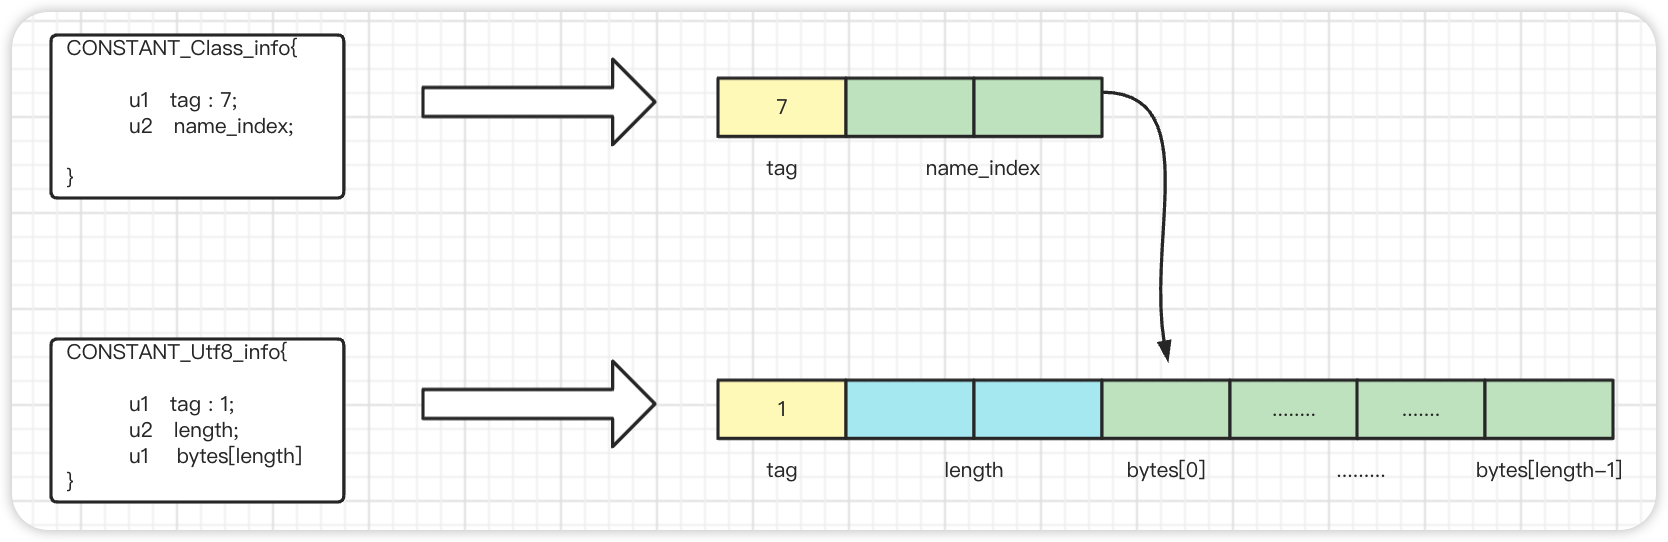 CONSTANT_Class_info{
u1 tag : 7;
u2 name_index;
}
7
tag name_index
CONSTANT_Utf8_info{
u1 tag : 1;
u2 length;
u1 bytes[length]
}
1 ........ .......
tag length bytes[0] ......... bytes[length-1]